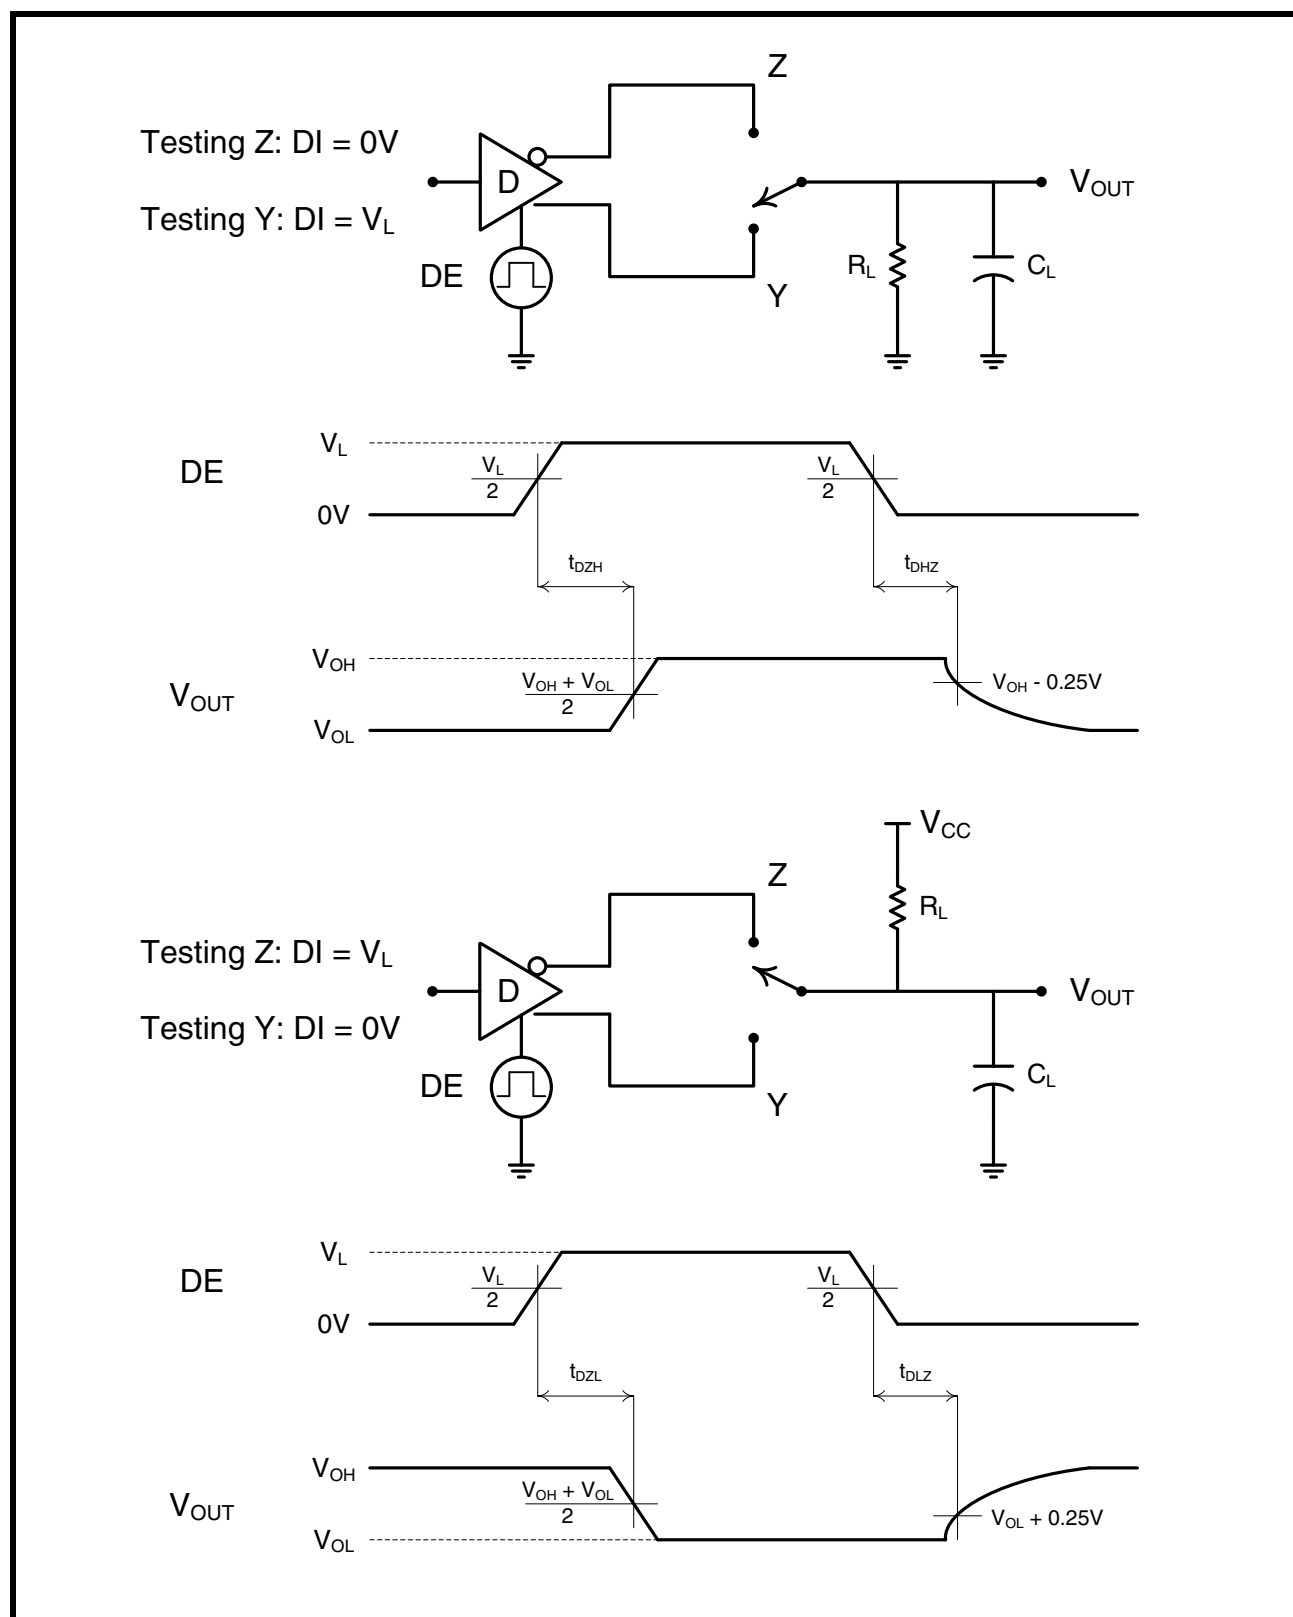 Z
Testing Z: DI = 0V
D
V_OUT
Testing Y: DI = V_L
DE
R_L
C_L
Y
V_L
DE
V_L/2
V_L/2
0V
t_DZH
t_DHZ
V_OH
V_OUT
V_OH + V_OL/2
V_OH - 0.25V
V_OL
V_CC
Z
R_L
Testing Z: DI = V_L
D
V_OUT
Testing Y: DI = 0V
DE
C_L
Y
V_L
DE
V_L/2
V_L/2
0V
t_DZL
t_DLZ
V_OH
V_OUT
V_OH + V_OL/2
V_OL + 0.25V
V_OL